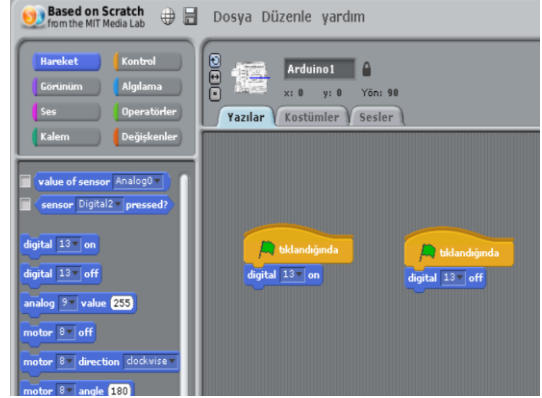 Based on Scratch
from the MIT Media Lab
Dosya Düzenle yardım
Hareket Kontrol
Görünüm Algılama
Ses Operatörler
Kalem Değişkenler
Arduino1
x: 0 y: 0 Yön: 90
Yazılar Kostümler Sesler
value of sensor Analog0
sensor Digital2 pressed?
digital 13 on
digital 13 off
analog 9 value 255
motor 8 off
motor 8 direction clockwise
motor 8 angle 180
tıklandığında
digital 13 on
tıklandığında
digital 13 off